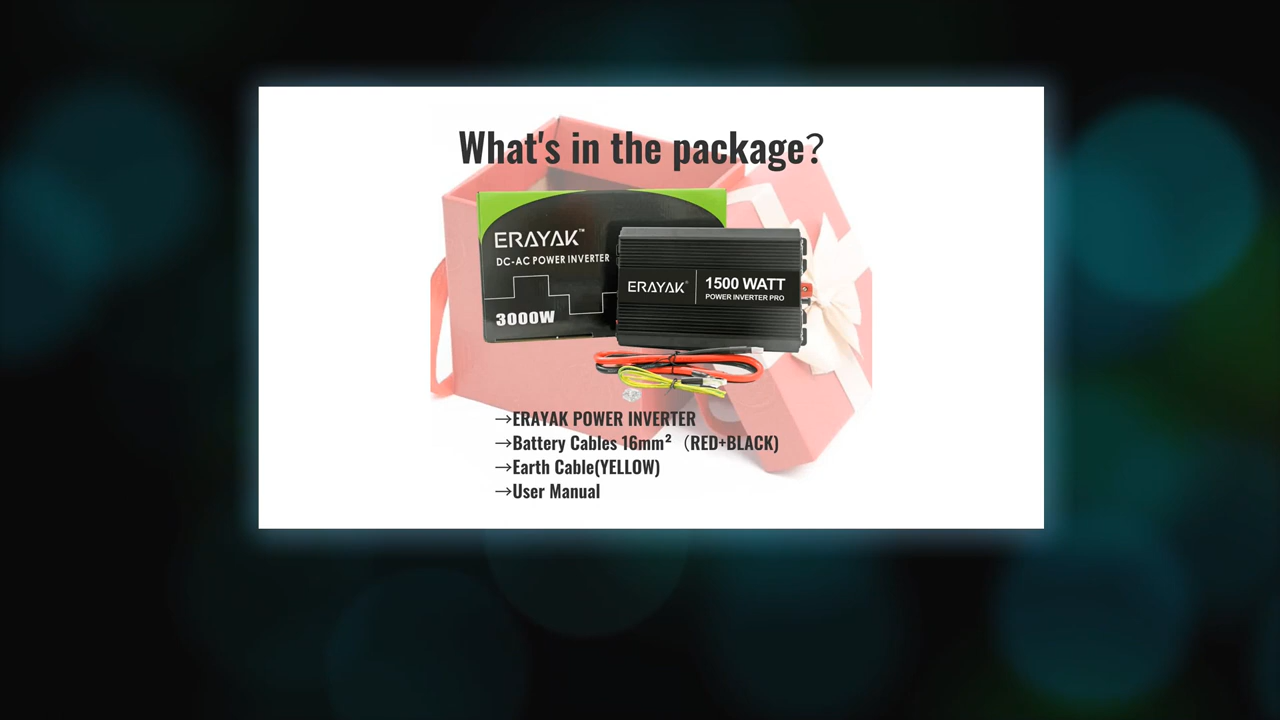 What's in the package?
ERAYAK™
DC-AC POWER INVERTER
3000W
ERAYAK®
1500 WATT
POWER INVERTER PRO
→ERAYAK POWER INVERTER
→Battery Cables 16mm²（RED+BLACK)
→Earth Cable(YELLOW)
→User Manual